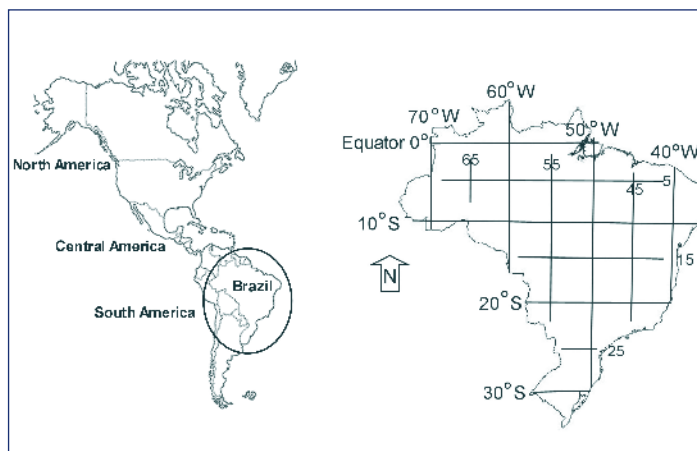 North America
Central America
Brazil
South America
60°W
70°W
50°W
Equator 0°
40°W
65
55
45
5
10°S
15
N
20°S
25
30°S